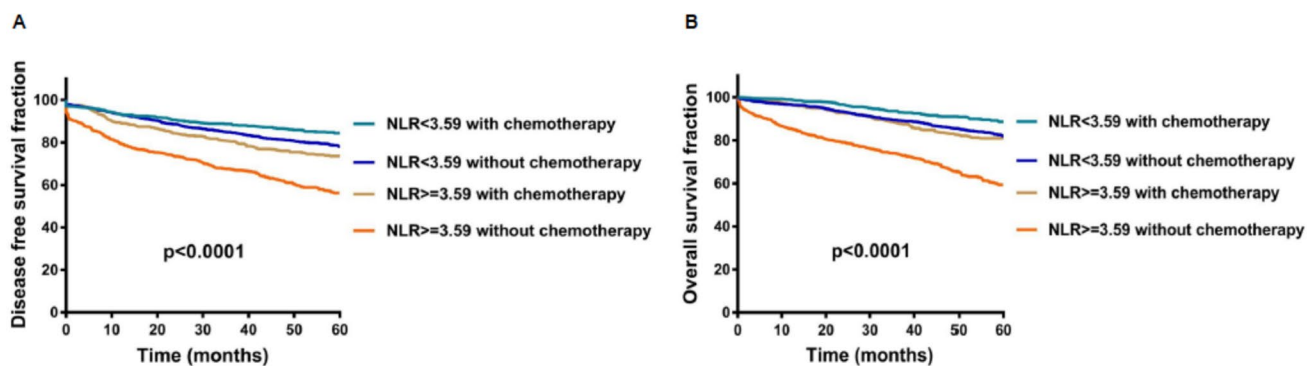 A
Disease free survival fraction
100
80
60
40
20
0
0 10 20 30 40 50 60
Time (months)
p<0.0001
NLR<3.59 with chemotherapy
NLR<3.59 without chemotherapy
NLR>=3.59 with chemotherapy
NLR>=3.59 without chemotherapy
B
Overall survival fraction
100
80
60
40
20
0
0 10 20 30 40 50 60
Time (months)
p<0.0001
NLR<3.59 with chemotherapy
NLR<3.59 without chemotherapy
NLR>=3.59 with chemotherapy
NLR>=3.59 without chemotherapy